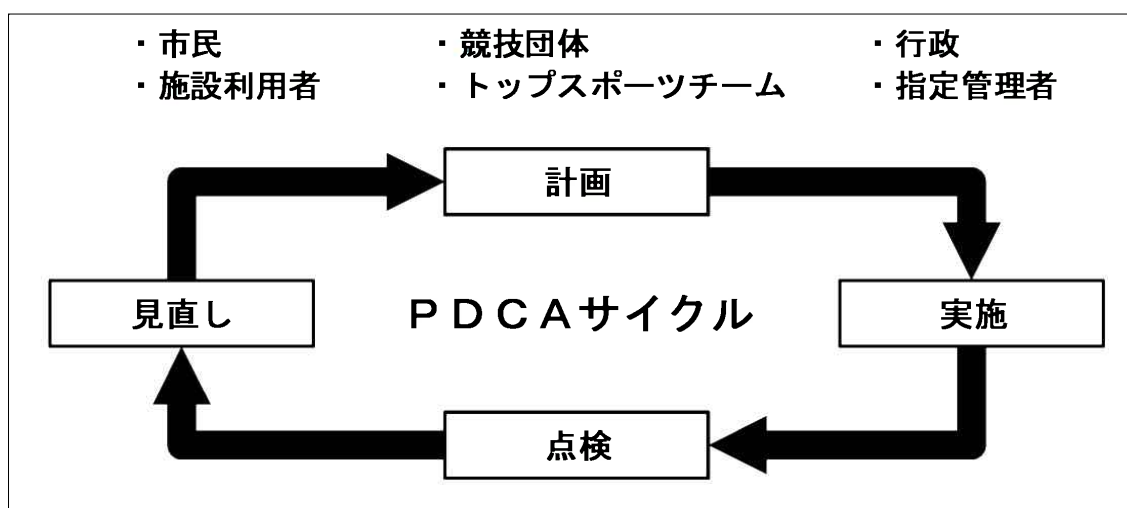 ・市民 ・競技団体 ・行政
・施設利用者 ・トップスポーツチーム ・指定管理者
計画
見直し ＰＤＣＡサイクル 実施
点検